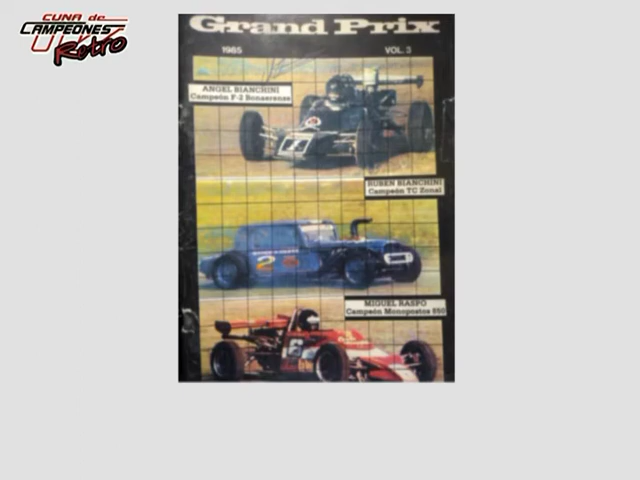 CUNA de
CAMPEONES
Retro
Grand Prix
1985
VOL. 3
ANGEL BIANCHINI
Campeón F-2 Bonaerense
RUBEN BIANCHINI
Campeón TC Zonal
2
MIGUEL RASPO
Campeón Monopostos 850